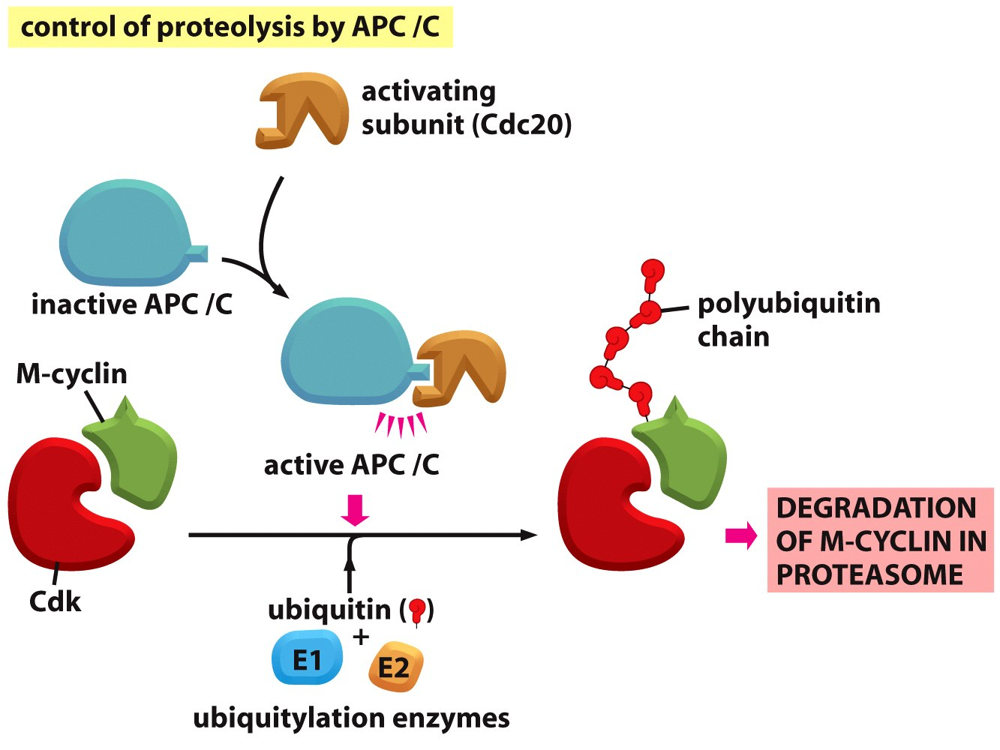 control of proteolysis by APC /C
activating
subunit (Cdc20)
inactive APC /C
polyubiquitin
chain
M-cyclin
active APC /C
DEGRADATION
OF M-CYCLIN IN
PROTEASOME
Cdk
ubiquitin ( )
+
E1
E2
ubiquitylation enzymes